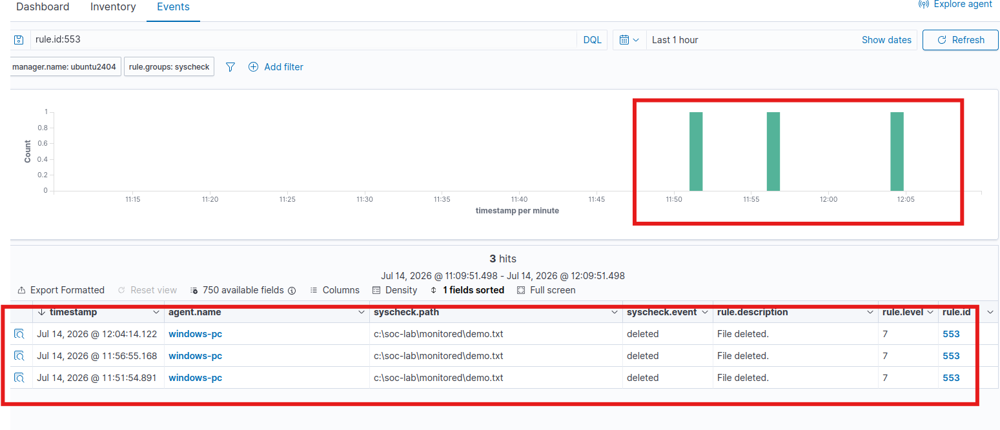 Dashboard Inventory Events Explore agent
rule.id:553 DQL Last 1 hour Show dates Refresh
manager.name: ubuntu2404 rule.groups: syscheck Add filter
1
0.8
0.6
0.4
0.2
0
Count
11:15 11:20 11:25 11:30 11:35 11:40 11:45 11:50 11:55 12:00 12:05
timestamp per minute
3 hits
Jul 14, 2026 @ 11:09:51.498 - Jul 14, 2026 @ 12:09:51.498
Export Formatted Reset view 750 available fields Columns Density 1 fields sorted Full screen
timestamp agent.name syscheck.path syscheck.event rule.description rule.level rule.id
Jul 14, 2026 @ 12:04:14.122 windows-pc c:\soc-lab\monitored\demo.txt deleted File deleted. 7 553
Jul 14, 2026 @ 11:56:55.168 windows-pc c:\soc-lab\monitored\demo.txt deleted File deleted. 7 553
Jul 14, 2026 @ 11:51:54.891 windows-pc c:\soc-lab\monitored\demo.txt deleted File deleted. 7 553